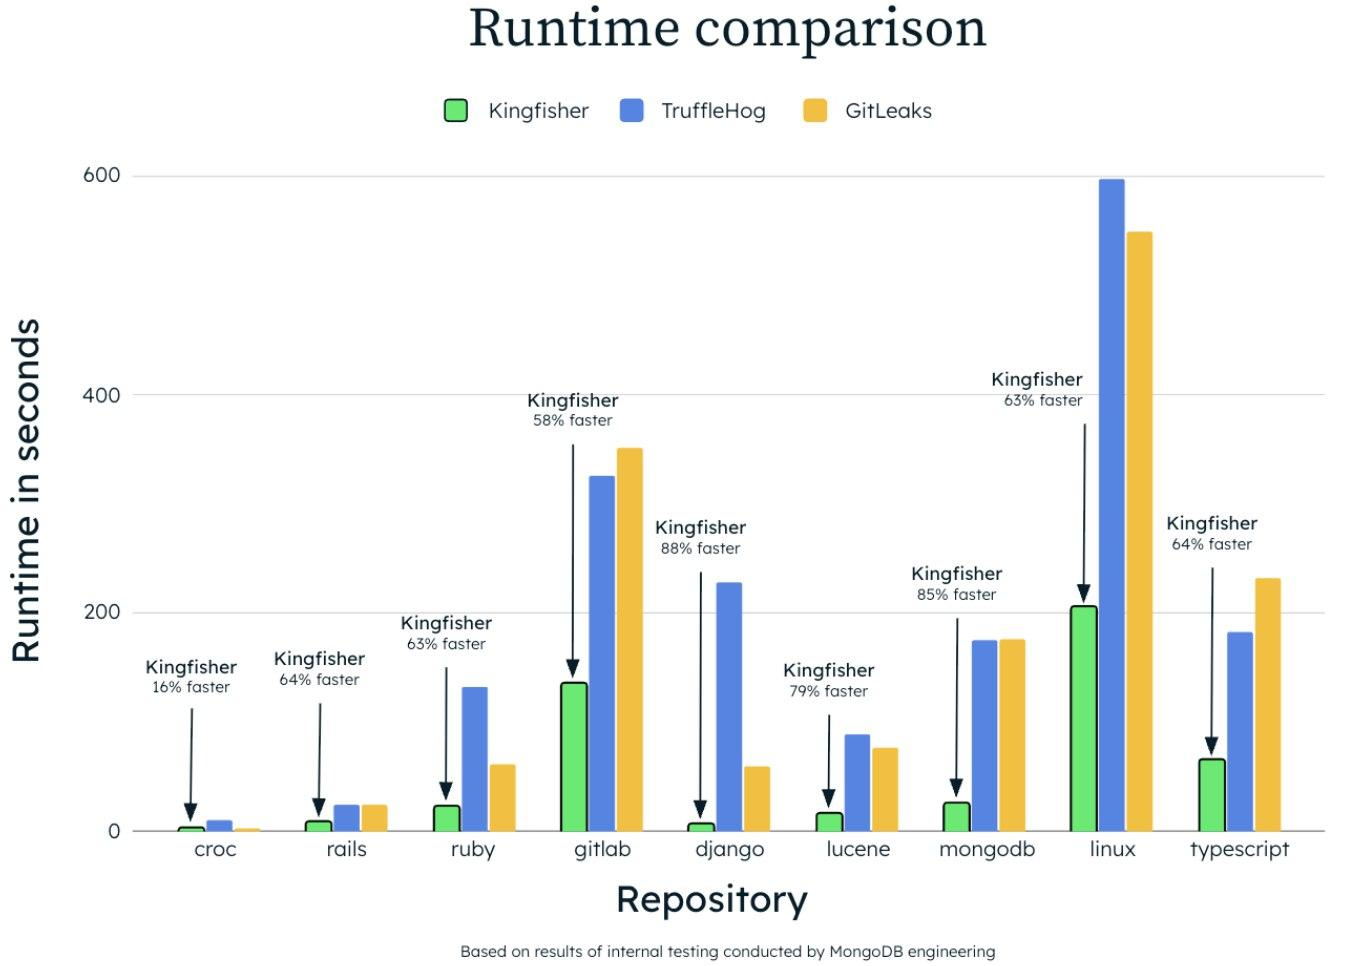 Runtime comparison
Kingfisher TruffleHog GitLeaks
Runtime in seconds
600
400
200
0
Kingfisher
16% faster
Kingfisher
64% faster
Kingfisher
63% faster
Kingfisher
58% faster
Kingfisher
88% faster
Kingfisher
79% faster
Kingfisher
85% faster
Kingfisher
63% faster
Kingfisher
64% faster
croc rails ruby gitlab django lucene mongodb linux typescript
Repository
Based on results of internal testing conducted by MongoDB engineering